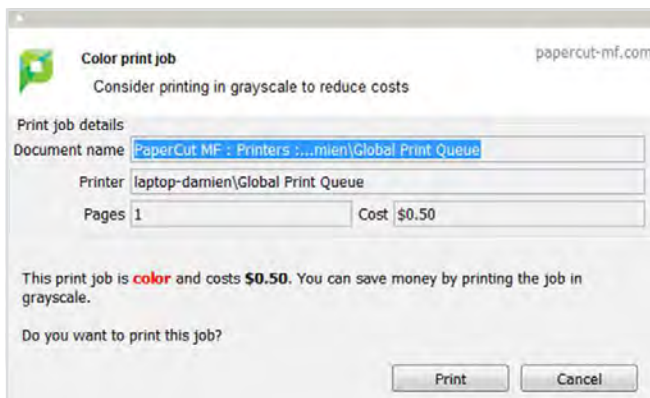 Color print job
papercut-mf.com
Consider printing in grayscale to reduce costs
Print job details
Document name PaperCut MF : Printers :...mien\Global Print Queue
Printer laptop-damien\Global Print Queue
Pages 1 Cost $0.50
This print job is color and costs $0.50. You can save money by printing the job in
grayscale.
Do you want to print this job?
Print Cancel